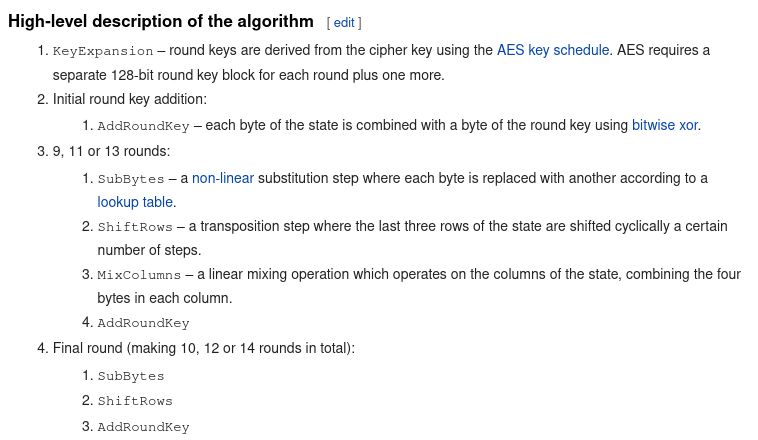 High-level description of the algorithm [ edit ]
1. KeyExpansion – round keys are derived from the cipher key using the AES key schedule. AES requires a
separate 128-bit round key block for each round plus one more.
2. Initial round key addition:
1. AddRoundKey – each byte of the state is combined with a byte of the round key using bitwise xor.
3. 9, 11 or 13 rounds:
1. SubBytes – a non-linear substitution step where each byte is replaced with another according to a
lookup table.
2. ShiftRows – a transposition step where the last three rows of the state are shifted cyclically a certain
number of steps.
3. MixColumns – a linear mixing operation which operates on the columns of the state, combining the four
bytes in each column.
4. AddRoundKey
4. Final round (making 10, 12 or 14 rounds in total):
1. SubBytes
2. ShiftRows
3. AddRoundKey